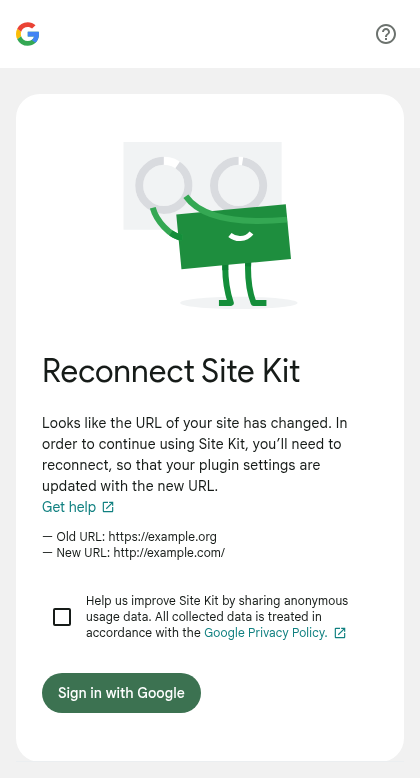 Reconnect Site Kit
Looks like the URL of your site has changed. In
order to continue using Site Kit, you’ll need to
reconnect, so that your plugin settings are
updated with the new URL.
Get help
— Old URL: https://example.org
— New URL: http://example.com/
Help us improve Site Kit by sharing anonymous
usage data. All collected data is treated in
accordance with the Google Privacy Policy.
Sign in with Google